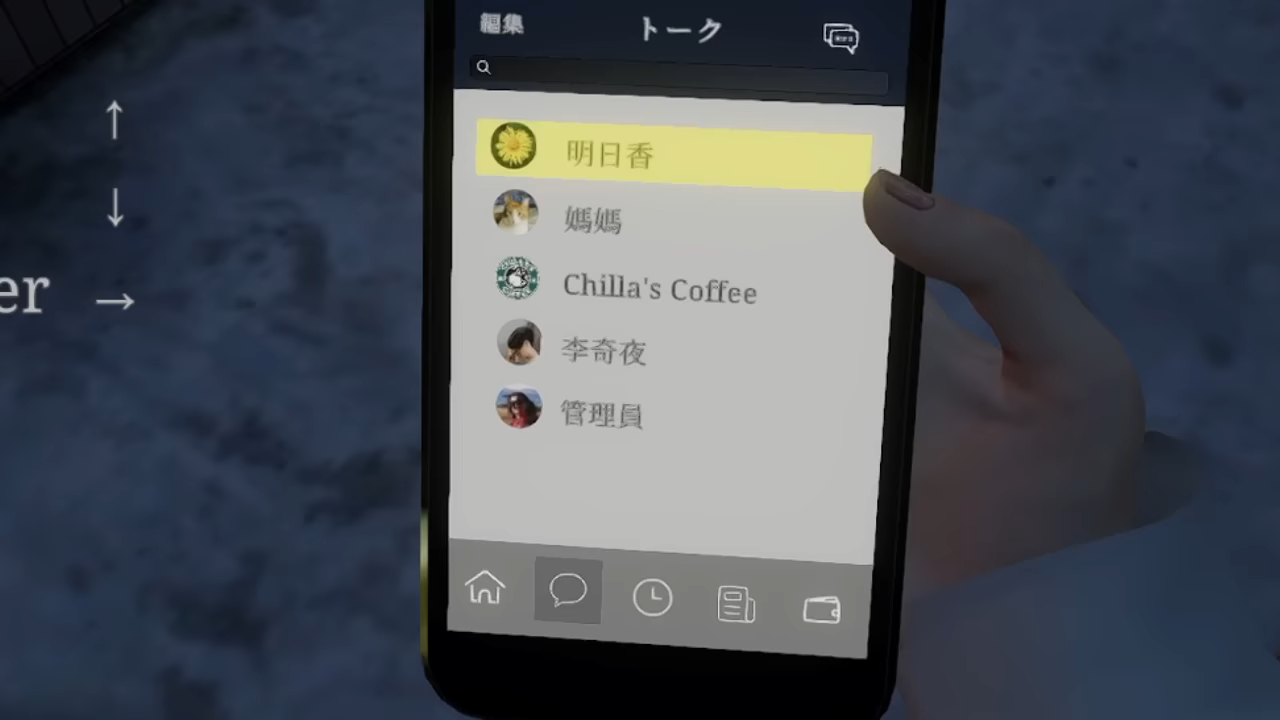 編集 トーク
↑
↓
er →
明日香
媽媽
Chilla's Coffee
李奇夜
管理員